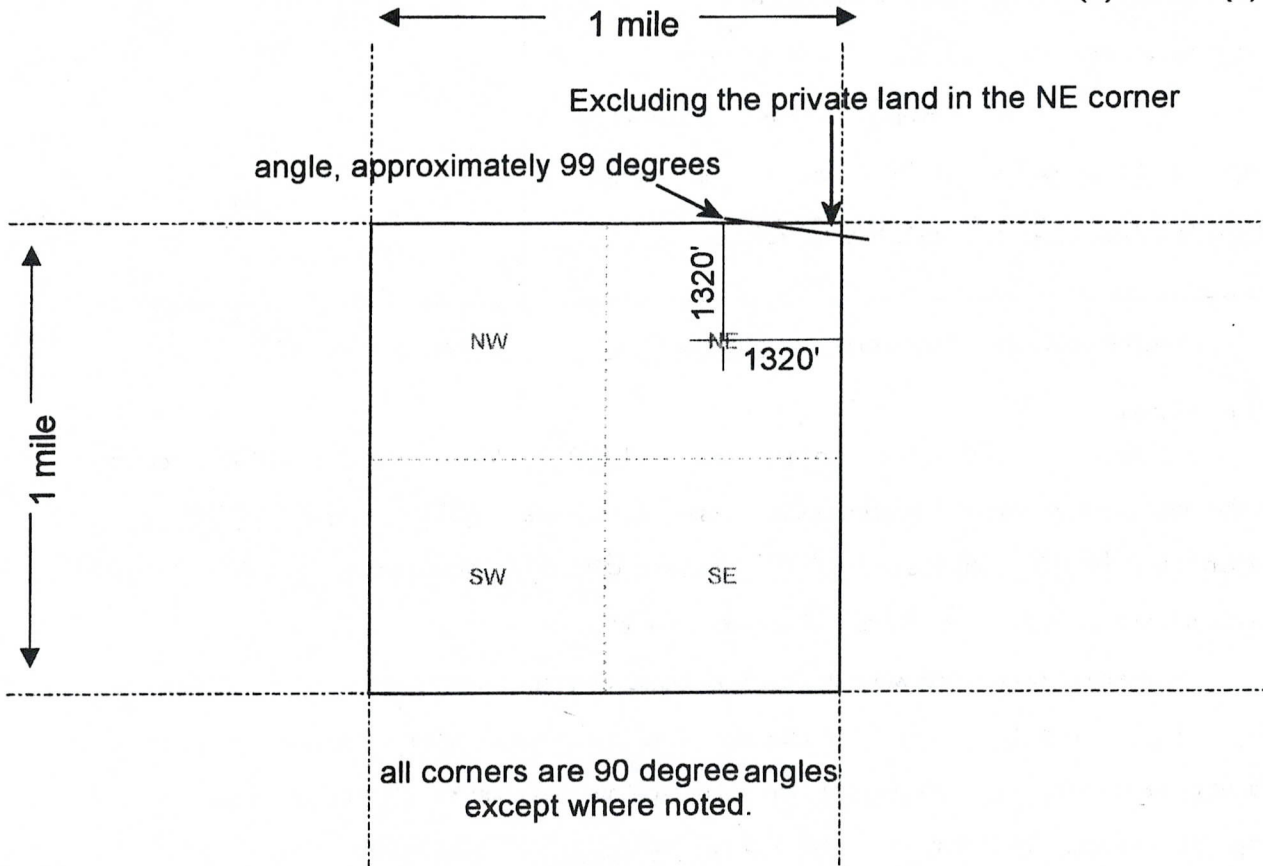 1 mile
Excluding the private land in the NE corner
angle, approximately 99 degrees
1 mile
1320'
NW
NE
1320'
SW
SE
all corners are 90 degree angles
except where noted.